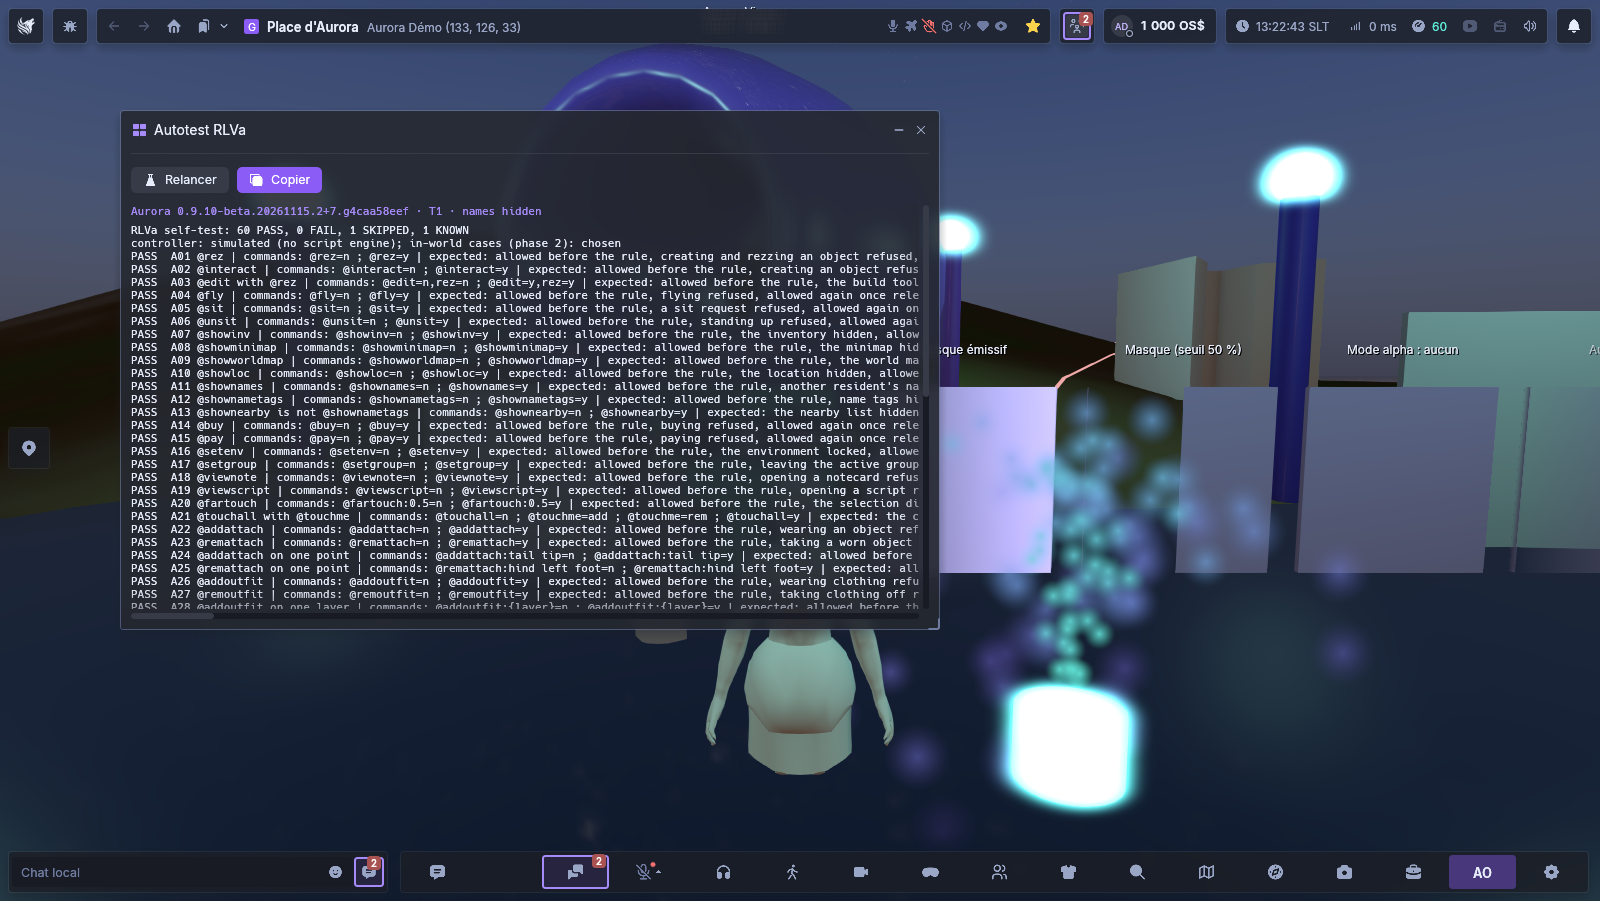 Place d'Aurora Aurora Démo (133, 126, 33)
2
AD 1 000 OS$
13:22:43 SLT
0 ms
60
Autotest RLVa
Relancer
Copier
Aurora 0.9.10-beta.20261115.2+7.g4caa58eef · T1 · names hidden
RLVa self-test: 60 PASS, 0 FAIL, 1 SKIPPED, 1 KNOWN
controller: simulated (no script engine); in-world cases (phase 2): chosen
PASS A01 @rez | commands: @rez=n ; @rez=y | expected: allowed before the rule, creating and rezzing an object refused,
PASS A02 @interact | commands: @interact=n ; @interact=y | expected: allowed before the rule, creating an object refus
PASS A03 @edit with @rez | commands: @edit=n,rez=n ; @edit=y,rez=y | expected: allowed before the rule, the build tool
PASS A04 @fly | commands: @fly=n ; @fly=y | expected: allowed before the rule, flying refused, allowed again once rele
PASS A05 @sit | commands: @sit=n ; @sit=y | expected: allowed before the rule, a sit request refused, allowed again on
PASS A06 @unsit | commands: @unsit=n ; @unsit=y | expected: allowed before the rule, standing up refused, allowed agai
PASS A07 @showinv | commands: @showinv=n ; @showinv=y | expected: allowed before the rule, the inventory hidden, allow
PASS A08 @showminimap | commands: @showminimap=n ; @showminimap=y | expected: allowed before the rule, the minimap hid
PASS A09 @showworldmap | commands: @showworldmap=n ; @showworldmap=y | expected: allowed before the rule, the world ma
PASS A10 @showloc | commands: @showloc=n ; @showloc=y | expected: allowed before the rule, the location hidden, allowe
PASS A11 @shownames | commands: @shownames=n ; @shownames=y | expected: allowed before the rule, another resident's na
PASS A12 @shownametags | commands: @shownametags=n ; @shownametags=y | expected: allowed before the rule, name tags hi
PASS A13 @shownearby is not @shownametags | commands: @shownearby=n ; @shownearby=y | expected: the nearby list hidden
PASS A14 @buy | commands: @buy=n ; @buy=y | expected: allowed before the rule, buying refused, allowed again once rele
PASS A15 @pay | commands: @pay=n ; @pay=y | expected: allowed before the rule, paying refused, allowed again once rele
PASS A16 @setenv | commands: @setenv=n ; @setenv=y | expected: allowed before the rule, the environment locked, allowe
PASS A17 @setgroup | commands: @setgroup=n ; @setgroup=y | expected: allowed before the rule, leaving the active group
PASS A18 @viewnote | commands: @viewnote=n ; @viewnote=y | expected: allowed before the rule, opening a notecard refus
PASS A19 @viewscript | commands: @viewscript=n ; @viewscript=y | expected: allowed before the rule, opening a script r
PASS A20 @fartouch | commands: @fartouch:0.5=n ; @fartouch:0.5=y | expected: allowed before the rule, the selection di
PASS A21 @touchall with @touchme | commands: @touchall=n ; @touchme=add ; @touchme=rem ; @touchall=y | expected: the c
PASS A22 @addattach | commands: @addattach=n ; @addattach=y | expected: allowed before the rule, wearing an object ref
PASS A23 @remattach | commands: @remattach=n ; @remattach=y | expected: allowed before the rule, taking a worn object
PASS A24 @addattach on one point | commands: @addattach:tail tip=n ; @addattach:tail tip=y | expected: allowed before
PASS A25 @remattach on one point | commands: @remattach:hind left foot=n ; @remattach:hind left foot=y | expected: all
PASS A26 @addoutfit | commands: @addoutfit=n ; @addoutfit=y | expected: allowed before the rule, wearing clothing refu
PASS A27 @remoutfit | commands: @remoutfit=n ; @remoutfit=y | expected: allowed before the rule, taking clothing off r
PASS A28 @addoutfit on one layer | commands: @addoutfit:{layer}=n ; @addoutfit:{layer}=y | expected: allowed before th
sque émissif
Masque (seuil 50 %)
Mode alpha : aucun
Chat local
2
2
AO